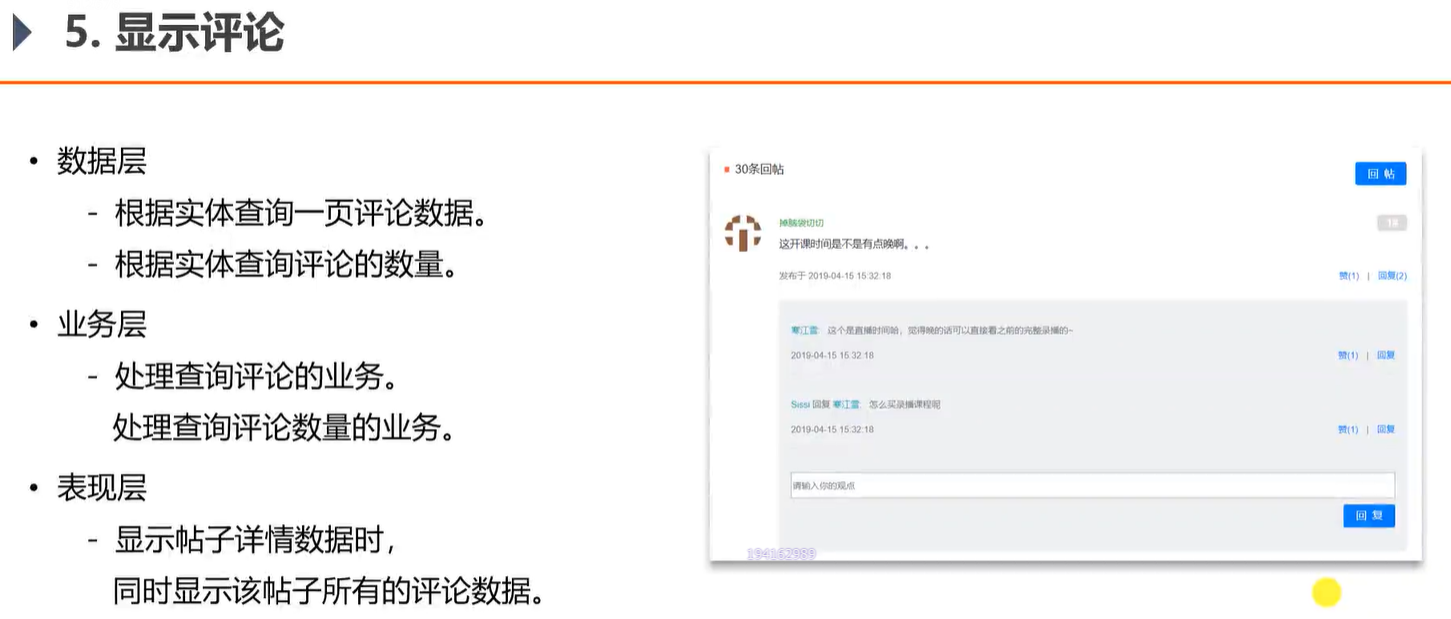 5. 显示评论
• 数据层
- 根据实体查询一页评论数据。
- 根据实体查询评论的数量。
• 业务层
- 处理查询评论的业务。
处理查询评论数量的业务。
• 表现层
- 显示帖子详情数据时,
同时显示该帖子所有的评论数据。
30条回帖
回 帖
掉脑袋切切
这开课时间是不是有点晚啊。。。
发布于 2019-04-15 15:32:18
赞(1) | 回复(2)
寒江雪 这个是直播时间哈，觉得晚的话可以直接看之前的完整录播的~
2019-04-15 15:32:18
赞(1) | 回复
Sissi 回复 寒江雪 怎么买录播课程呢
2019-04-15 15:32:18
赞(1) | 回复
请输入你的观点
回 复
194162989